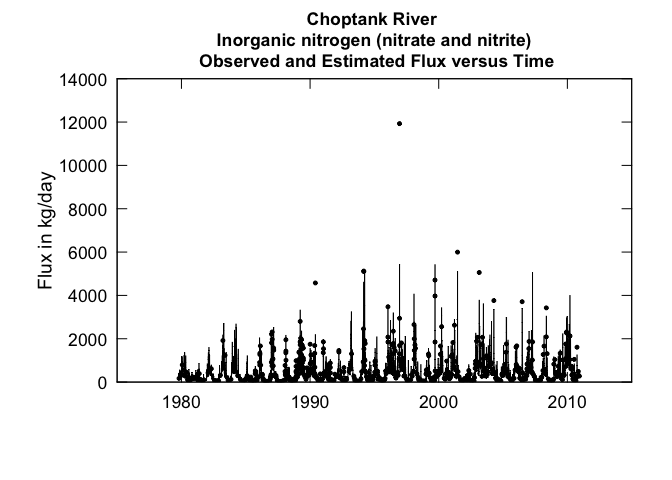 Choptank River
Inorganic nitrogen (nitrate and nitrite)
Observed and Estimated Flux versus Time
14000
12000
10000
8000
6000
4000
2000
0
Flux in kg/day
1980 1990 2000 2010